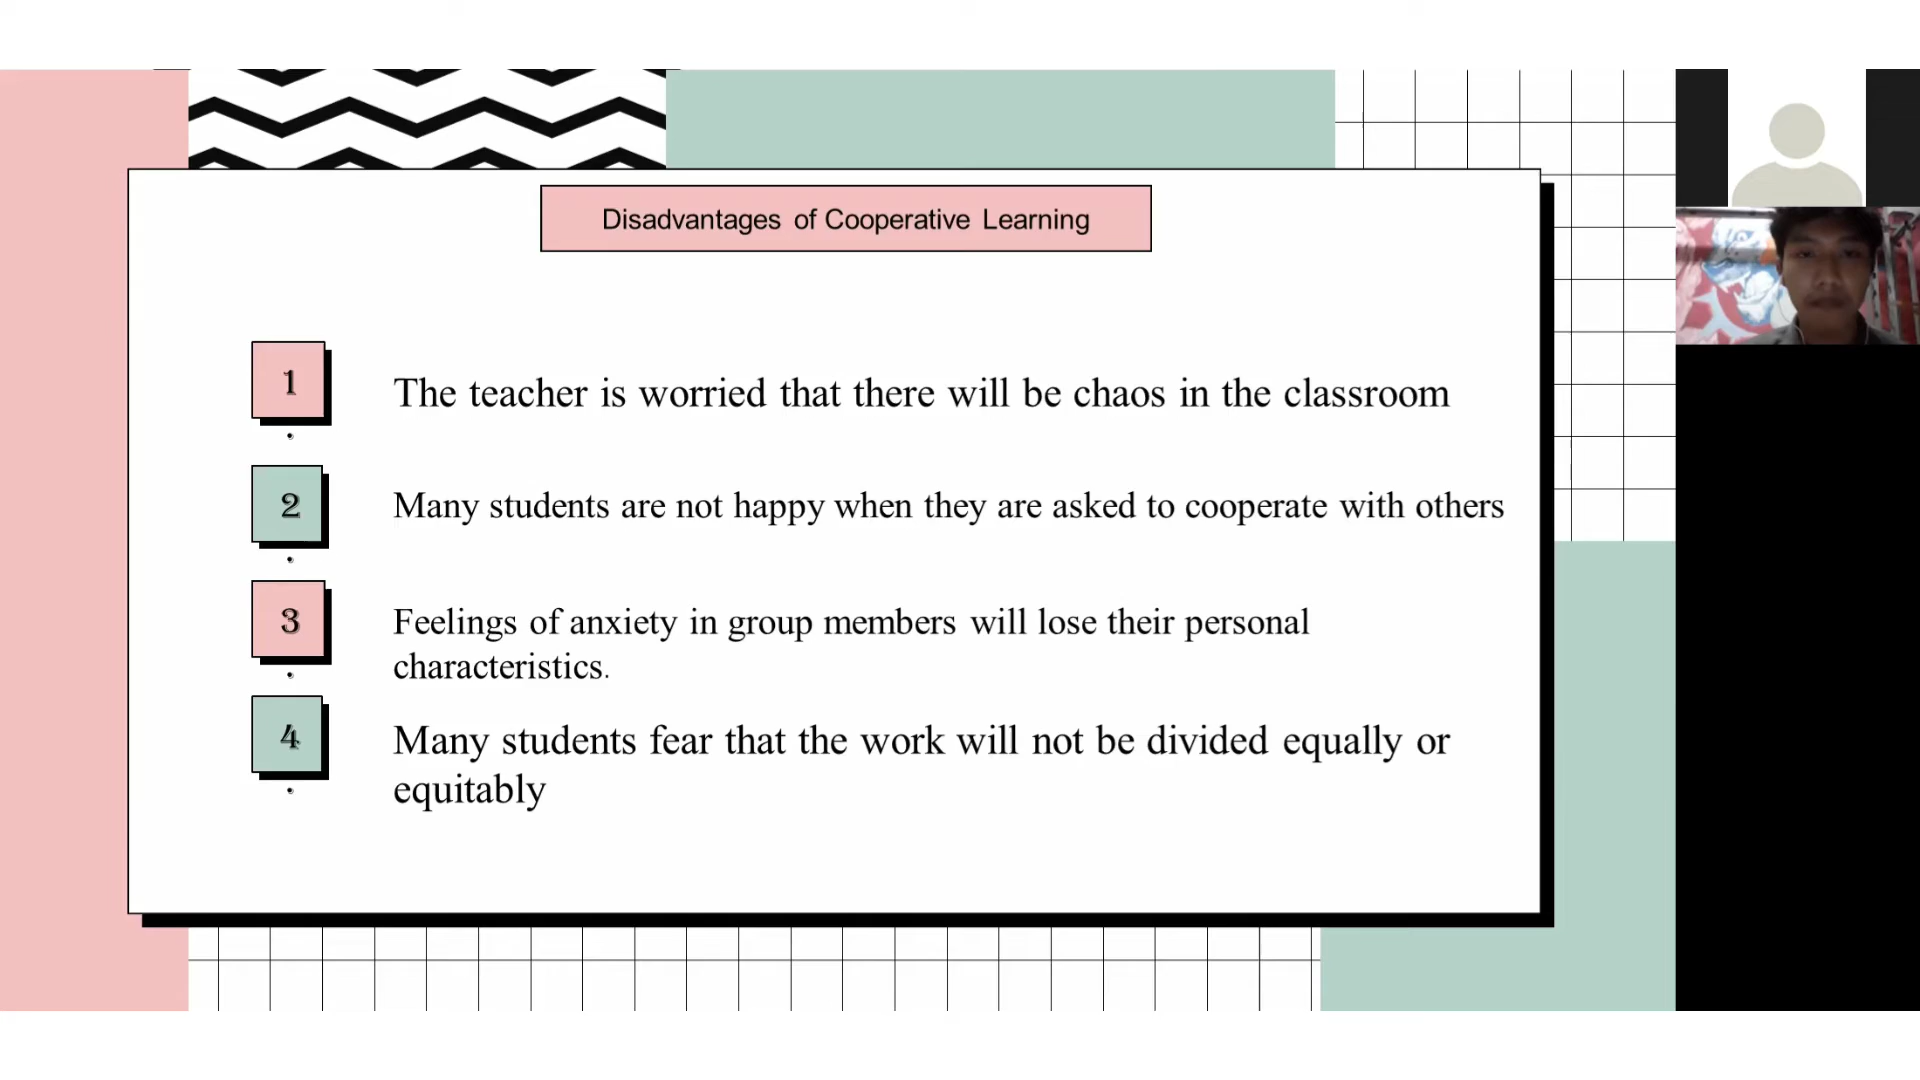 Disadvantages of Cooperative Learning
1
The teacher is worried that there will be chaos in the classroom
.
2
Many students are not happy when they are asked to cooperate with others
.
3
Feelings of anxiety in group members will lose their personal
characteristics.
.
4
Many students fear that the work will not be divided equally or
equitably
.